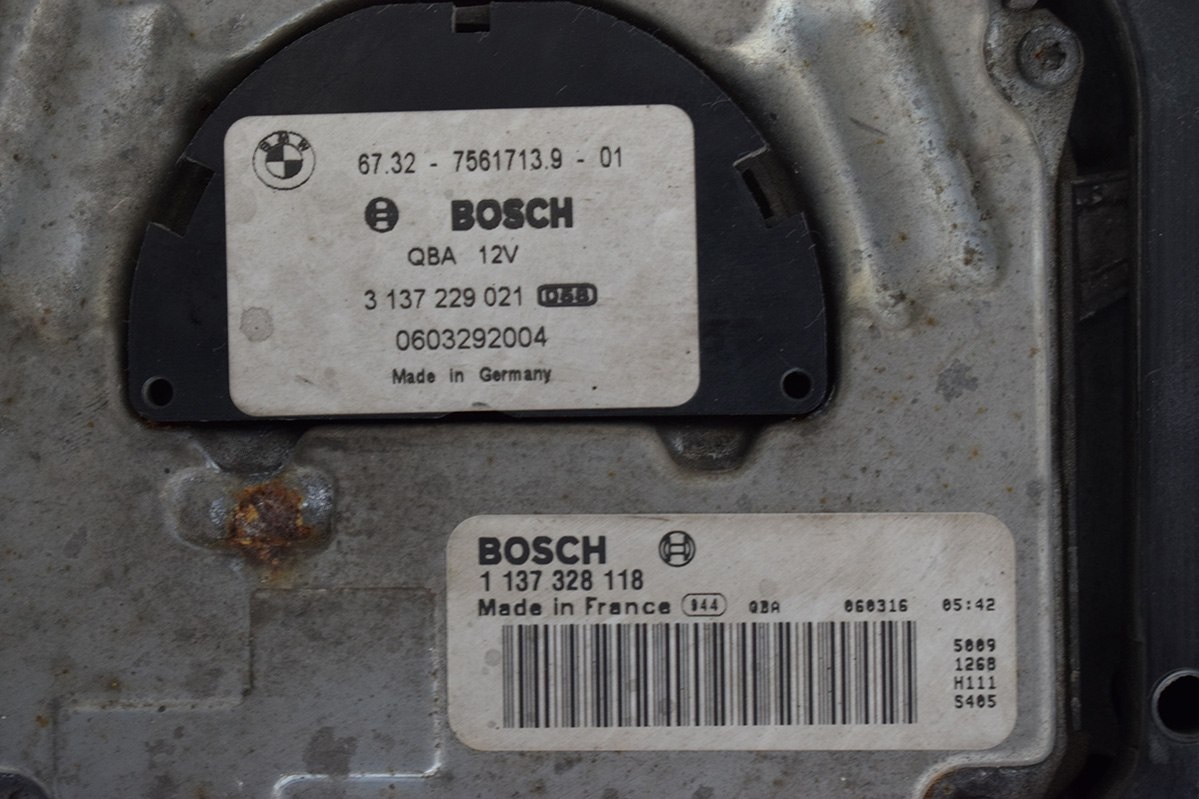 BMW
67.32 - 7561713.9 - 01
BOSCH
QBA 12V
3 137 229 021
0603292004
Made in Germany
BOSCH
1 137 328 118
Made in France 944 QBA 060316 05:42
5009
1268
H111
S405